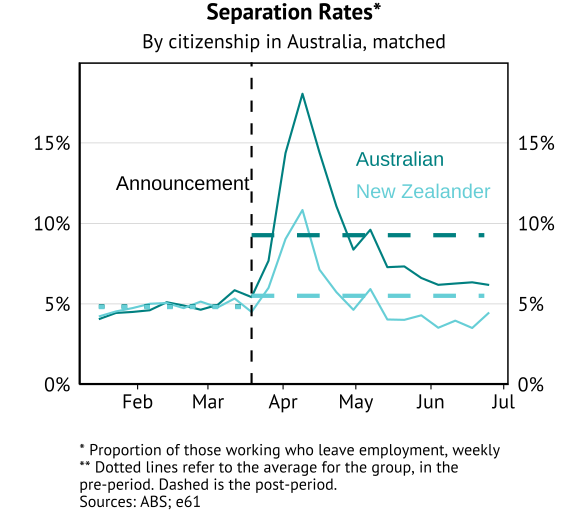 Separation Rates*
By citizenship in Australia, matched
15% 15%
Australian
Announcement New Zealander
10% 10%
5% 5%
0% 0%
Feb Mar Apr May Jun Jul
* Proportion of those working who leave employment, weekly
** Dotted lines refer to the average for the group, in the
pre-period. Dashed is the post-period.
Sources: ABS; e61